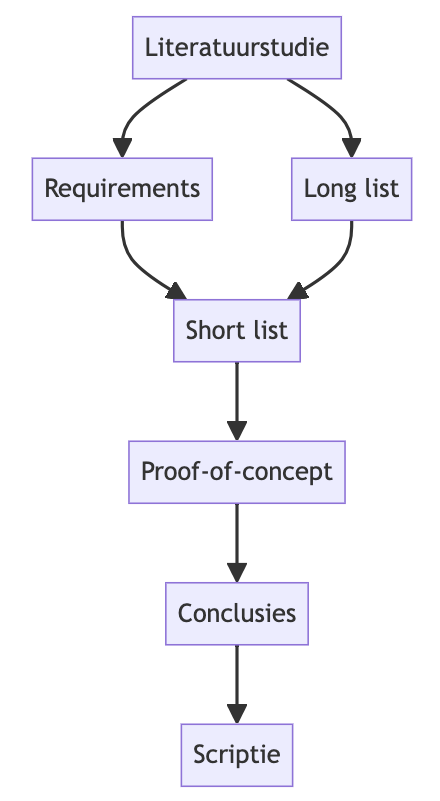 Literatuurstudie
Requirements
Long list
Short list
Proof-of-concept
Conclusies
Scriptie